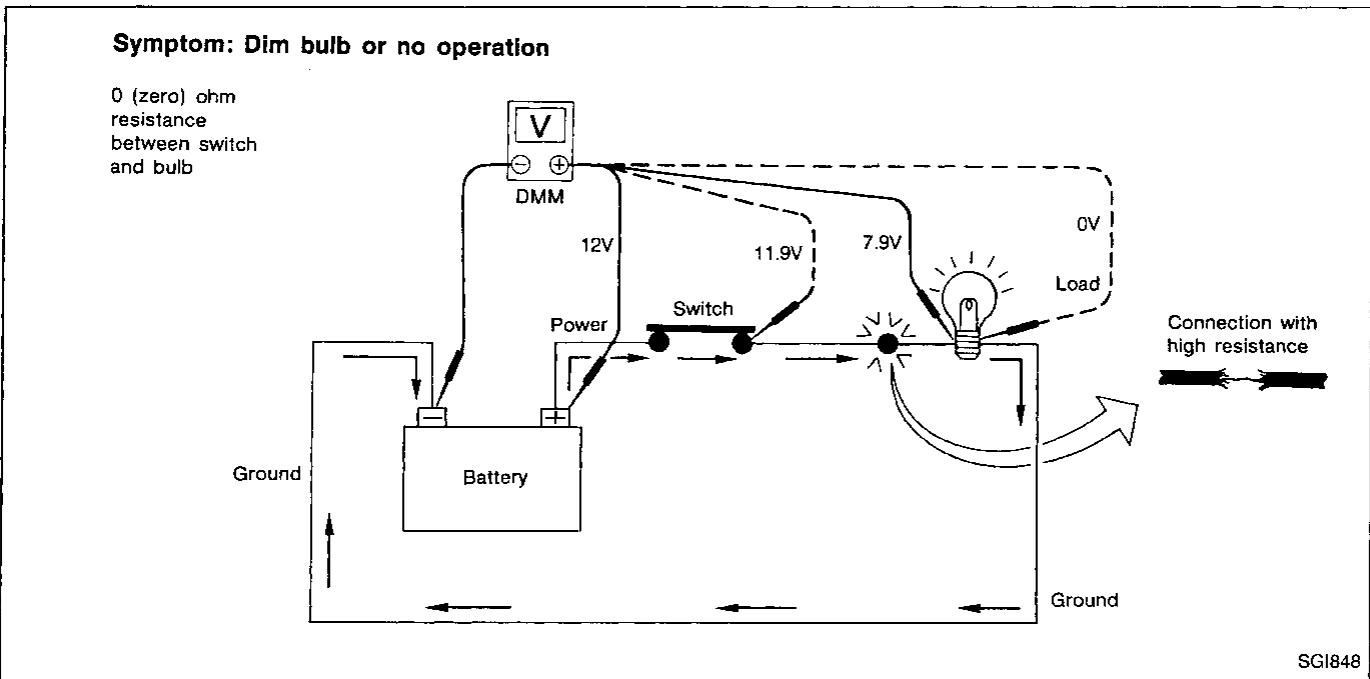 Symptom: Dim bulb or no operation
0 (zero) ohm
resistance
between switch
and bulb
V
− +
DMM
12V
11.9V
7.9V
0V
Load
Switch
Power
Connection with
high resistance
− +
Ground
Battery
Ground
SGI848